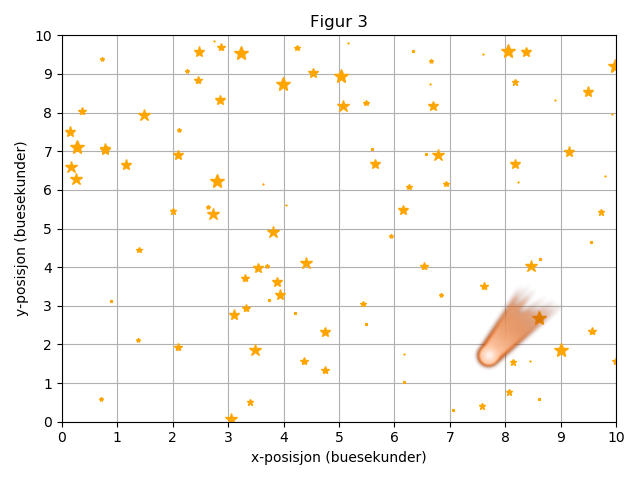 Figur 3
10
9
8
7
6
5
4
3
2
1
0
y-posisjon (buesekunder)
0 1 2 3 4 5 6 7 8 9 10
x-posisjon (buesekunder)